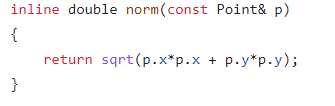 inline double norm(const Point& p)
{
    return sqrt(p.x*p.x + p.y*p.y);
}